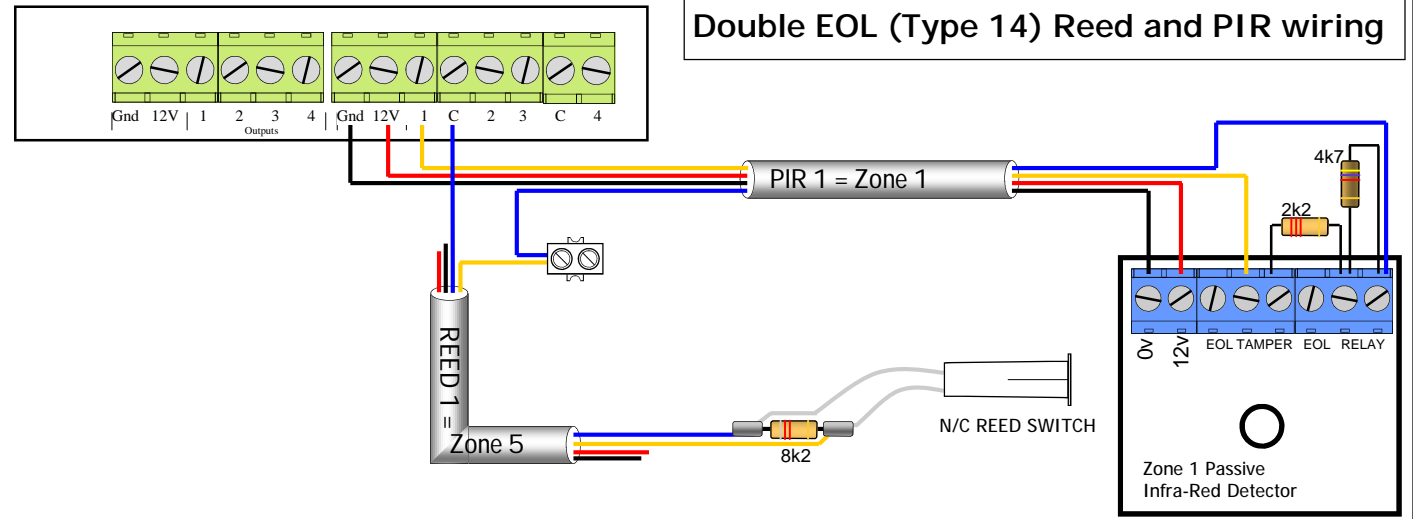 Double EOL (Type 14) Reed and PIR wiring
Gnd 12V 1 2 3 4 Gnd 12V 1 C 2 3 C 4
Outputs
PIR 1 = Zone 1
4k7
2k2
0v 12v EOL TAMPER EOL RELAY
REED 1 =
Zone 5
N/C REED SWITCH
8k2
Zone 1 Passive
Infra-Red Detector